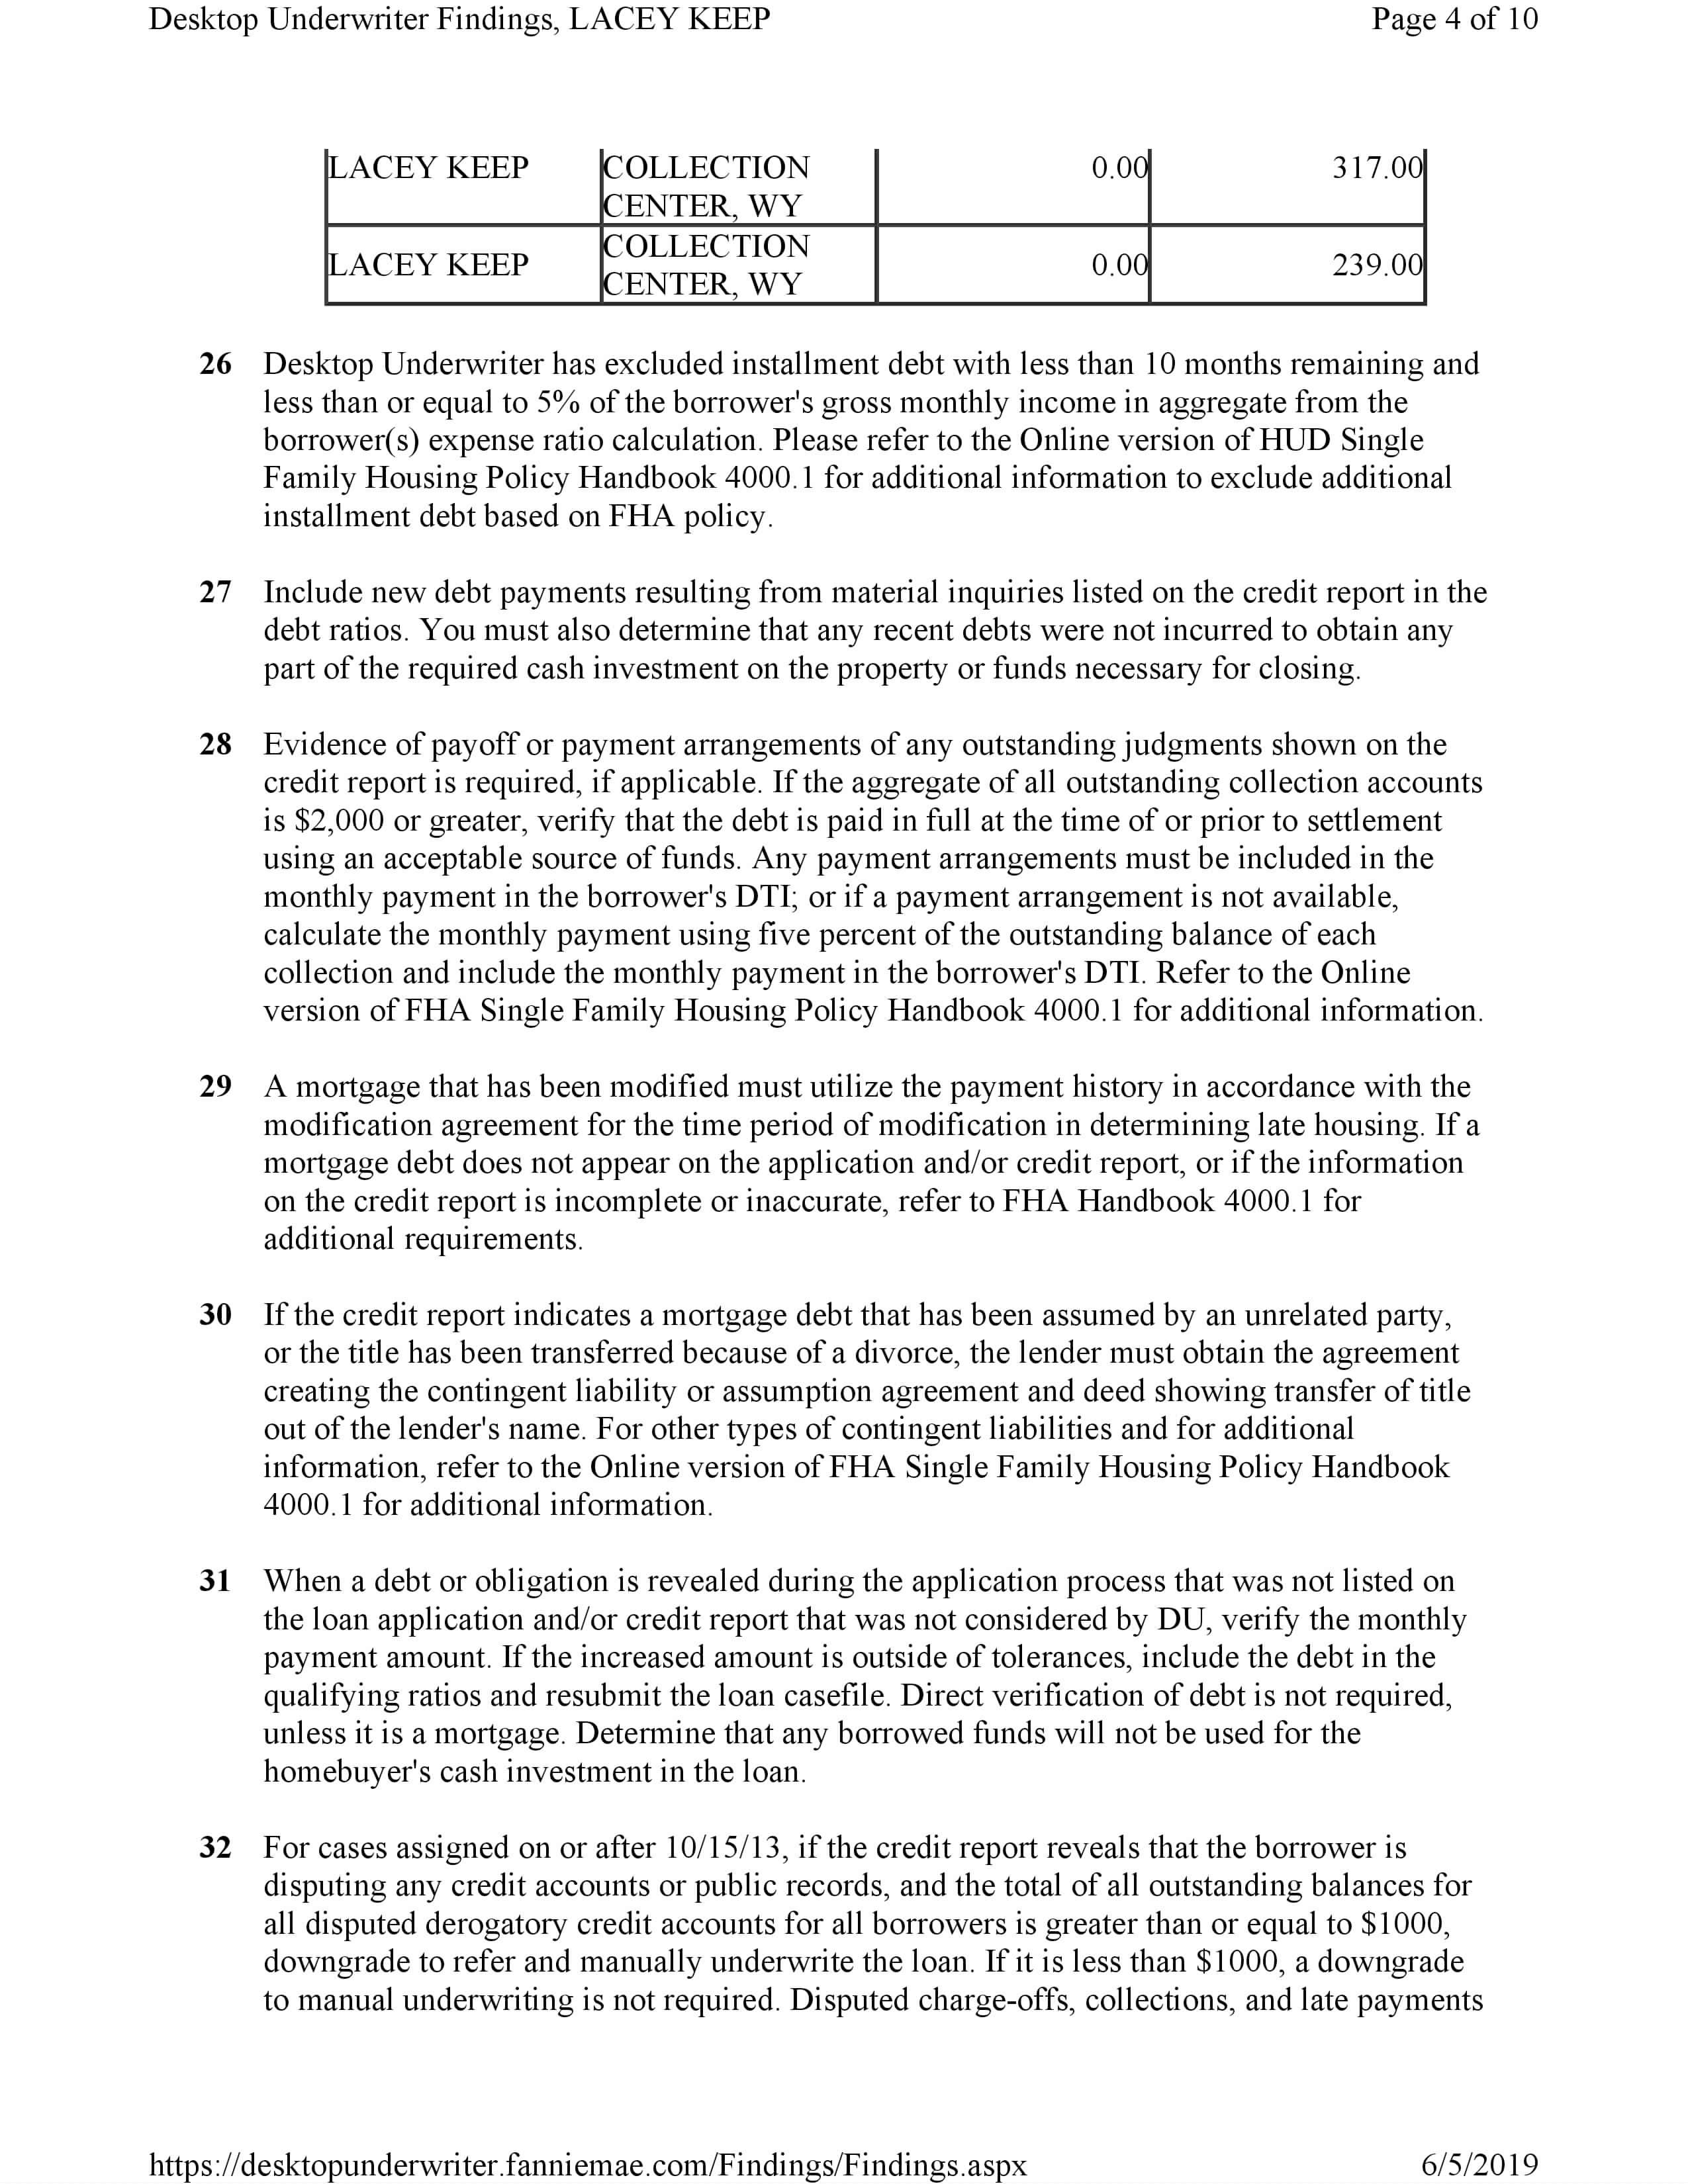 Desktop Underwriter Findings, LACEY KEEP Page 4 of 10
LACEY KEEP COLLECTION 0.00 317.00
CENTER, WY
COLLECTION
LACEY KEEP 0.00 239.00
CENTER, WY
26 Desktop Underwriter has excluded installment debt with less than 10 months remaining and
less than or equal to 5% of the borrower's gross monthly income in aggregate from the
borrower(s) expense ratio calculation. Please refer to the Online version of HUD Single
Family Housing Policy Handbook 4000.1 for additional information to exclude additional
installment debt based on FHA policy.
27 Include new debt payments resulting from material inquiries listed on the credit report in the
debt ratios. You must also determine that any recent debts were not incurred to obtain any
part of the required cash investment on the property or funds necessary for closing.
28 Evidence of payoff or payment arrangements of any outstanding judgments shown on the
credit report is required, if applicable. If the aggregate of all outstanding collection accounts
is $2,000 or greater, verify that the debt is paid in full at the time of or prior to settlement
using an acceptable source of funds. Any payment arrangements must be included in the
monthly payment in the borrower's DTI; or if a payment arrangement is not available,
calculate the monthly payment using five percent of the outstanding balance of each
collection and include the monthly payment in the borrower's DTI. Refer to the Online
version of FHA Single Family Housing Policy Handbook 4000.1 for additional information.
29 A mortgage that has been modified must utilize the payment history in accordance with the
modification agreement for the time period of modification in determining late housing. If a
mortgage debt does not appear on the application and/or credit report, or if the information
on the credit report is incomplete or inaccurate, refer to FHA Handbook 4000.1 for
additional requirements.
30 If the credit report indicates a mortgage debt that has been assumed by an unrelated party,
or the title has been transferred because of a divorce, the lender must obtain the agreement
creating the contingent liability or assumption agreement and deed showing transfer of title
out of the lender's name. For other types of contingent liabilities and for additional
information, refer to the Online version of FHA Single Family Housing Policy Handbook
4000.1 for additional information.
31 When a debt or obligation is revealed during the application process that was not listed on
the loan application and/or credit report that was not considered by DU, verify the monthly
payment amount. If the increased amount is outside of tolerances, include the debt in the
qualifying ratios and resubmit the loan casefile. Direct verification of debt is not required,
unless it is a mortgage. Determine that any borrowed funds will not be used for the
homebuyer's cash investment in the loan.
32 For cases assigned on or after 10/15/13, if the credit report reveals that the borrower is
disputing any credit accounts or public records, and the total of all outstanding balances for
all disputed derogatory credit accounts for all borrowers is greater than or equal to $1000,
downgrade to refer and manually underwrite the loan. If it is less than $1000, a downgrade
to manual underwriting is not required. Disputed charge-offs, collections, and late payments
https://desktopunderwriter.fanniemae.com/Findings/Findings.aspx 6/5/2019